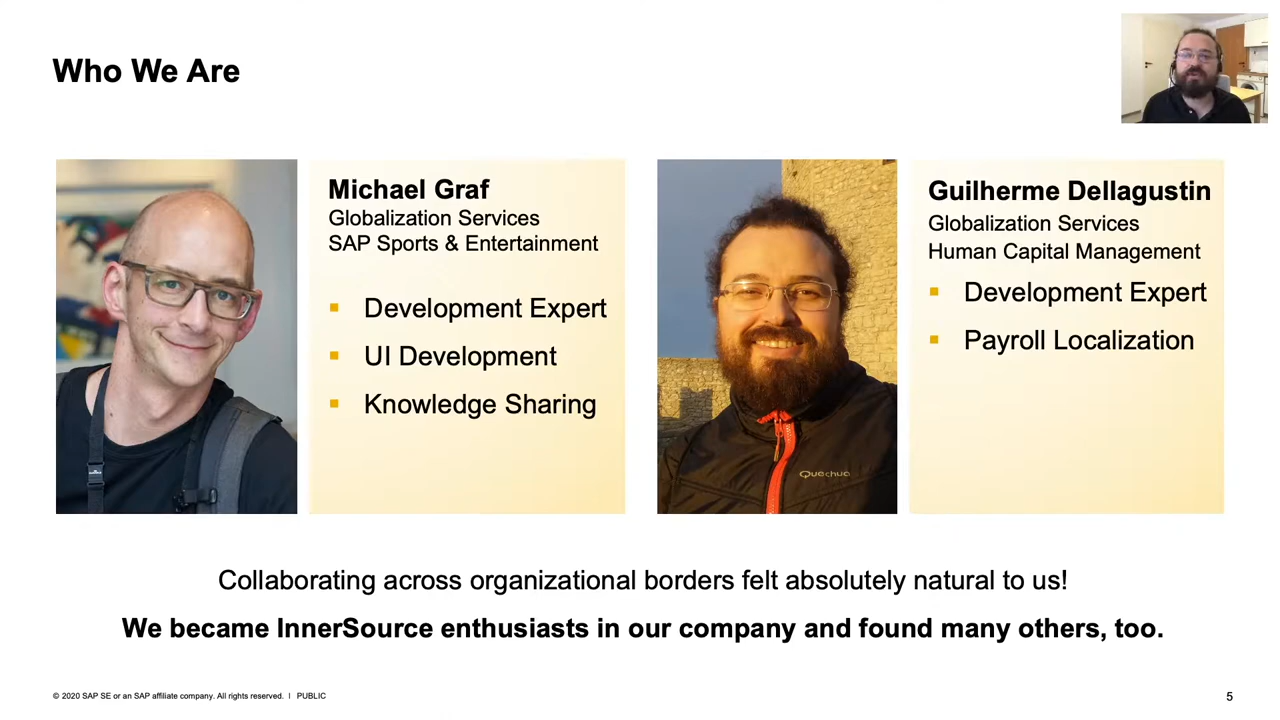 Who We Are
Michael Graf
Globalization Services
SAP Sports & Entertainment
▪ Development Expert
▪ UI Development
▪ Knowledge Sharing
Quechua
Guilherme Dellagustin
Globalization Services
Human Capital Management
▪ Development Expert
▪ Payroll Localization
Collaborating across organizational borders felt absolutely natural to us!
We became InnerSource enthusiasts in our company and found many others, too.
© 2020 SAP SE or an SAP affiliate company. All rights reserved. | PUBLIC
5